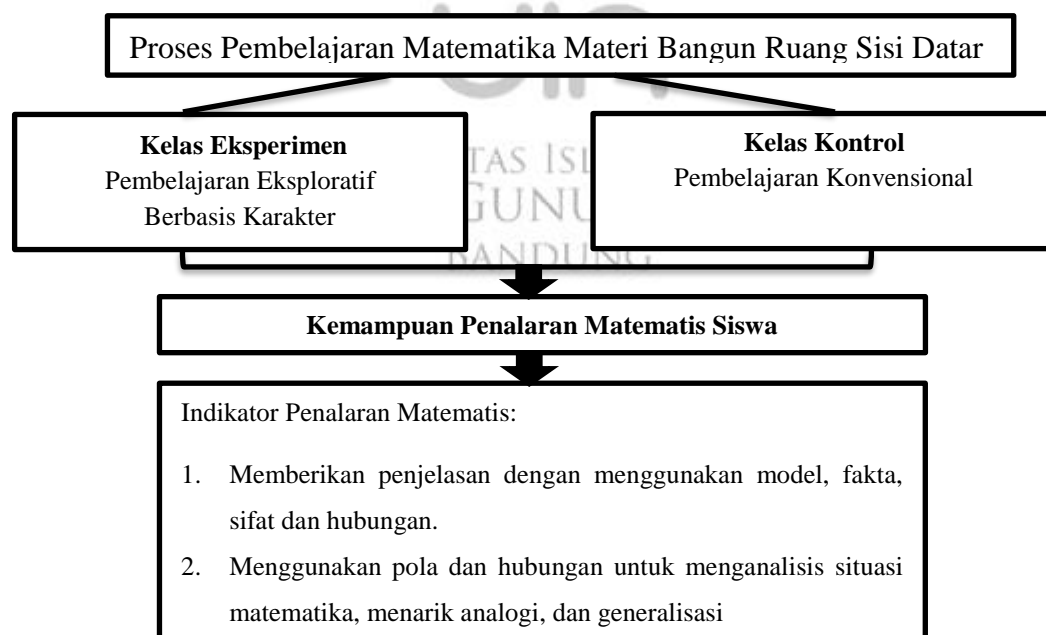 Proses Pembelajaran Matematika Materi Bangun Ruang Sisi Datar
Kelas Eksperimen
Pembelajaran Eksploratif
Berbasis Karakter
Kelas Kontrol
Pembelajaran Konvensional
BANDUNG
Kemampuan Penalaran Matematis Siswa
Indikator Penalaran Matematis:
1. Memberikan penjelasan dengan menggunakan model, fakta,
sifat dan hubungan.
2. Menggunakan pola dan hubungan untuk menganalisis situasi
matematika, menarik analogi, dan generalisasi